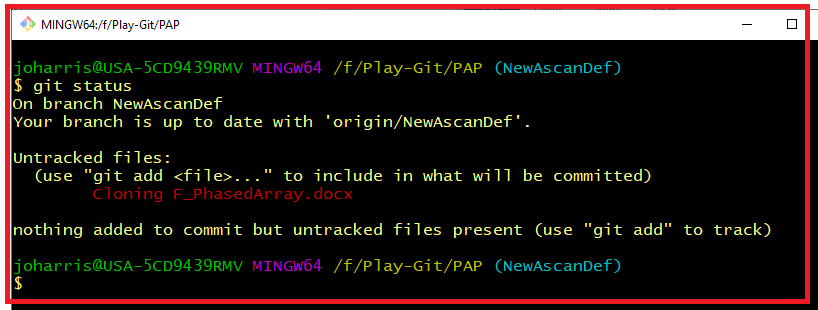 MINGW64:/f/Play-Git/PAP
joharris@USA-5CD9439RMV MINGW64 /f/Play-Git/PAP (NewAscanDef)
$ git status
On branch NewAscanDef
Your branch is up to date with 'origin/NewAscanDef'.
Untracked files:
  (use "git add <file>..." to include in what will be committed)
        Cloning F_PhasedArray.docx
nothing added to commit but untracked files present (use "git add" to track)
joharris@USA-5CD9439RMV MINGW64 /f/Play-Git/PAP (NewAscanDef)
$